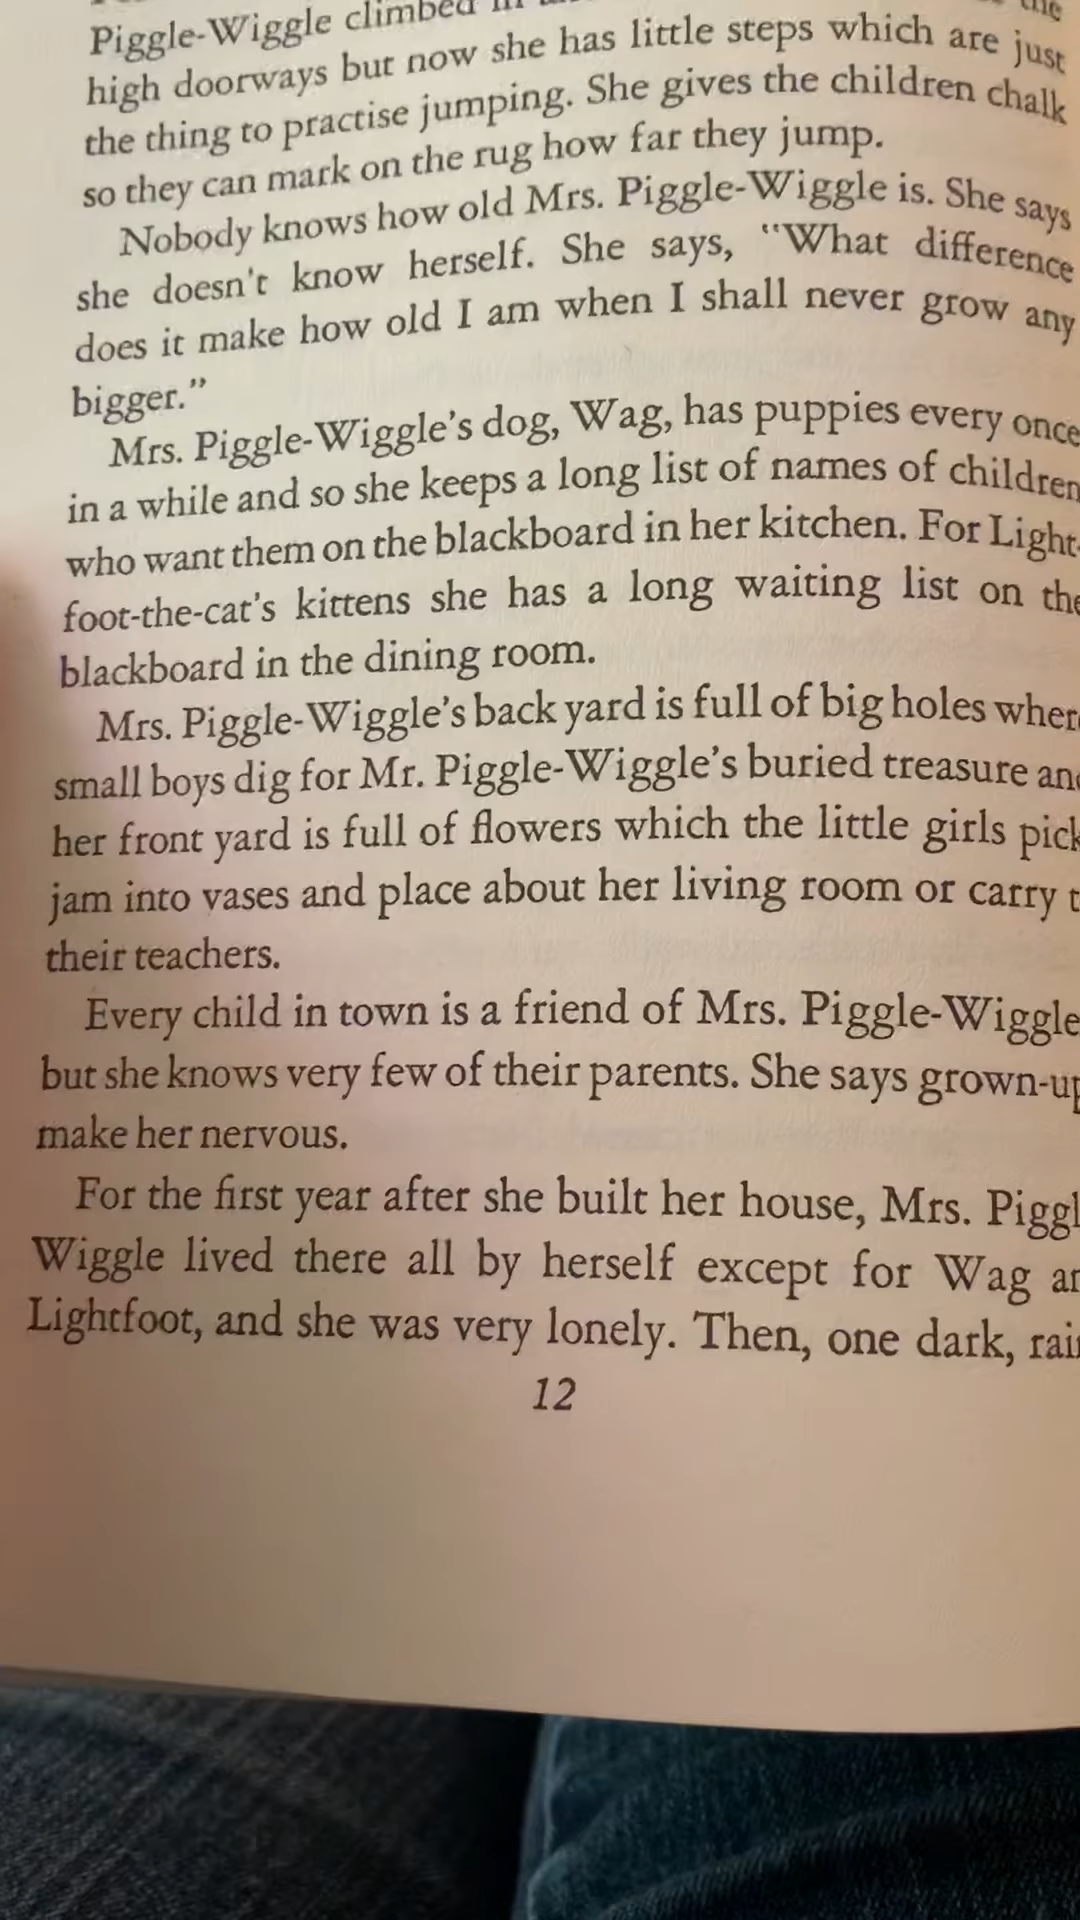 Piggle-Wiggle climbed the
high doorways but now she has little steps which are just
the thing to practise jumping. She gives the children chalk
so they can mark on the rug how far they jump.
Nobody knows how old Mrs. Piggle-Wiggle is. She says
she doesn't know herself. She says, "What difference
does it make how old I am when I shall never grow any
bigger."
Mrs. Piggle-Wiggle's dog, Wag, has puppies every once
in a while and so she keeps a long list of names of children
who want them on the blackboard in her kitchen. For Light-
foot-the-cat's kittens she has a long waiting list on the
blackboard in the dining room.
Mrs. Piggle-Wiggle's back yard is full of big holes wher
small boys dig for Mr. Piggle-Wiggle's buried treasure and
her front yard is full of flowers which the little girls pick
jam into vases and place about her living room or carry t
their teachers.
Every child in town is a friend of Mrs. Piggle-Wiggle
but she knows very few of their parents. She says grown-up
make her nervous.
For the first year after she built her house, Mrs. Piggl
Wiggle lived there all by herself except for Wag an
Lightfoot, and she was very lonely. Then, one dark, rai
12